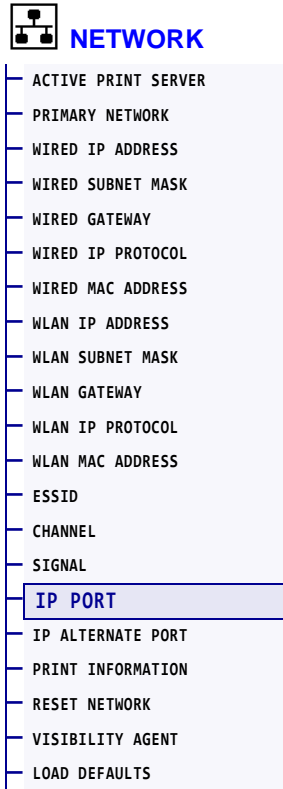 NETWORK
ACTIVE PRINT SERVER
PRIMARY NETWORK
WIRED IP ADDRESS
WIRED SUBNET MASK
WIRED GATEWAY
WIRED IP PROTOCOL
WIRED MAC ADDRESS
WLAN IP ADDRESS
WLAN SUBNET MASK
WLAN GATEWAY
WLAN IP PROTOCOL
WLAN MAC ADDRESS
ESSID
CHANNEL
SIGNAL
IP PORT
IP ALTERNATE PORT
PRINT INFORMATION
RESET NETWORK
VISIBILITY AGENT
LOAD DEFAULTS